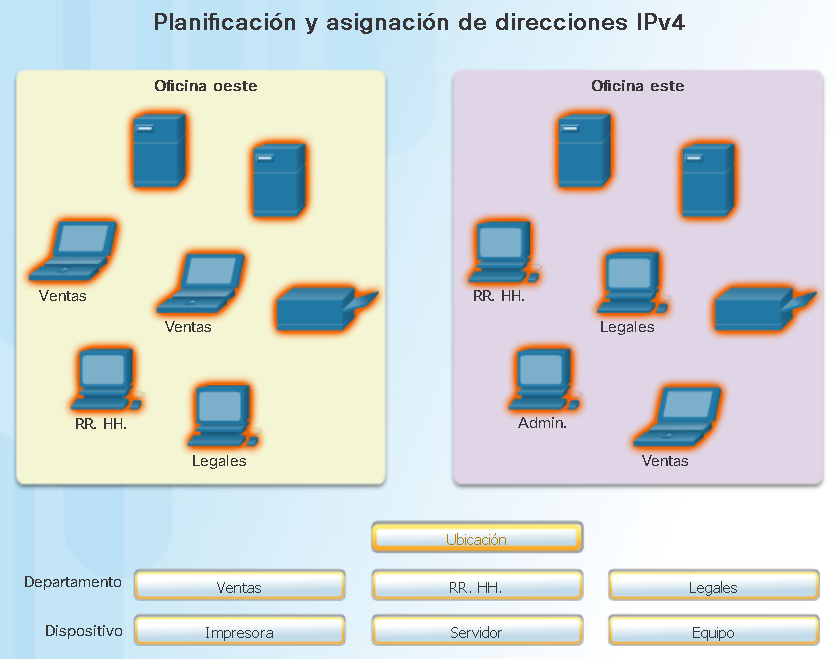 Planificación y asignación de direcciones IPv4
Oficina oeste
Oficina este
Ventas
RR. HH.
Ventas
Legales
RR. HH.
Admin.
Legales
Ventas
Ubicación
Departamento Ventas RR. HH. Legales
Dispositivo Impresora Servidor Equipo